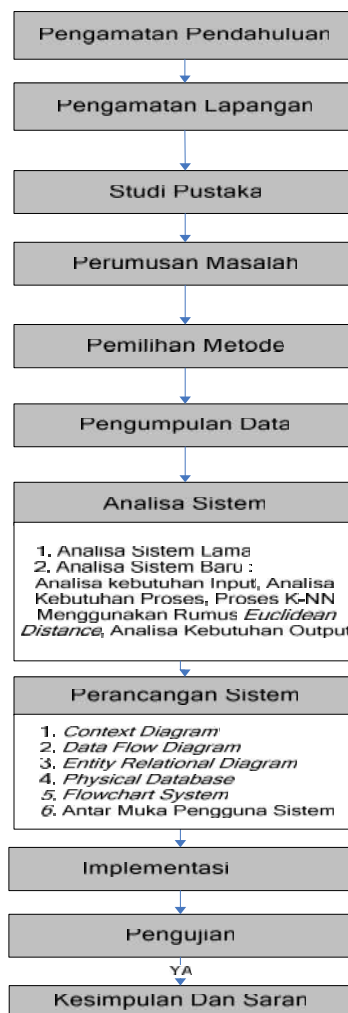 Pengamatan Pendahuluan
Pengamatan Lapangan
Studi Pustaka
Perumusan Masalah
Pemilihan Metode
Pengumpulan Data
Analisa Sistem
1. Analisa Sistem Lama
2. Analisa Sistem Baru :
Analisa kebutuhan Input, Analisa
Kebutuhan Proses, Proses K-NN
Menggunakan Rumus Euclidean
Distance, Analisa Kebutuhan Output
Perancangan Sistem
1. Context Diagram
2. Data Flow Diagram
3. Entity Relational Diagram
4. Physical Database
5. Flowchart System
6. Antar Muka Pengguna Sistem
Implementasi
Pengujian
YA
Kesimpulan Dan Saran